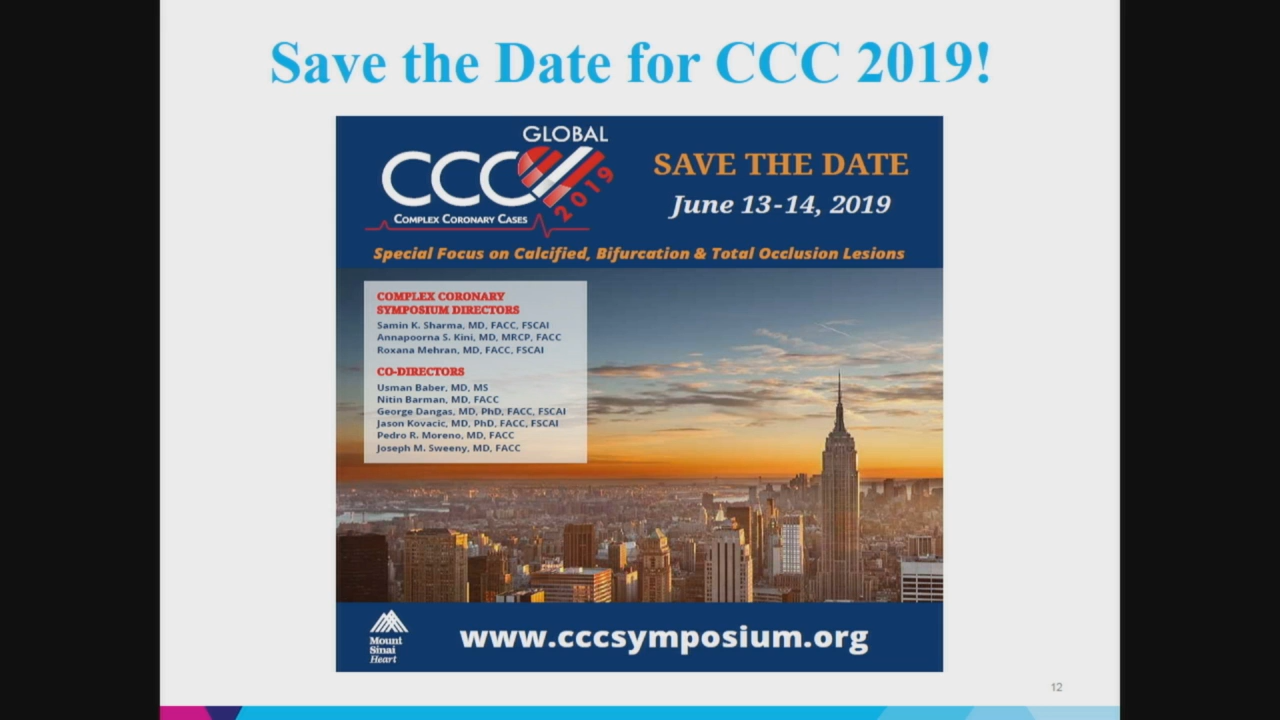 Save the Date for CCC 2019!
GLOBAL
CCC
2019
COMPLEX CORONARY CASES
SAVE THE DATE
June 13-14, 2019
Special Focus on Calcified, Bifurcation & Total Occlusion Lesions
COMPLEX CORONARY
SYMPOSIUM DIRECTORS
Samin K. Sharma, MD, FACC, FSCAI
Annapoorna S. Kini, MD, MRCP, FACC
Roxana Mehran, MD, FACC, FSCAI
CO-DIRECTORS
Usman Baber, MD, MS
Nitin Barman, MD, FACC
George Dangas, MD, PhD, FACC, FSCAI
Jason Kovacic, MD, PhD, FACC, FSCAI
Pedro R. Moreno, MD, FACC
Joseph M. Sweeny, MD, FACC
Mount
Sinai
Heart
www.cccsymposium.org
12